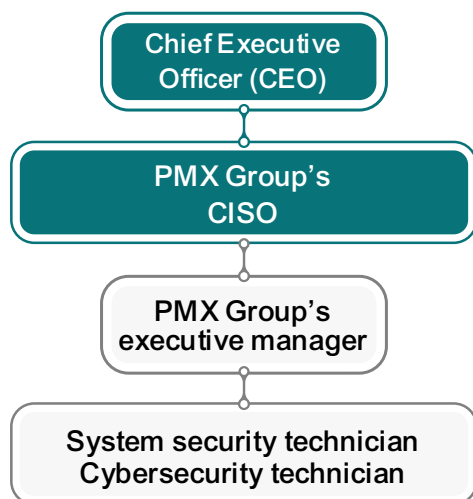 Chief Executive
Officer (CEO)
PMX Group’s
CISO
PMX Group’s
executive manager
System security technician
Cybersecurity technician